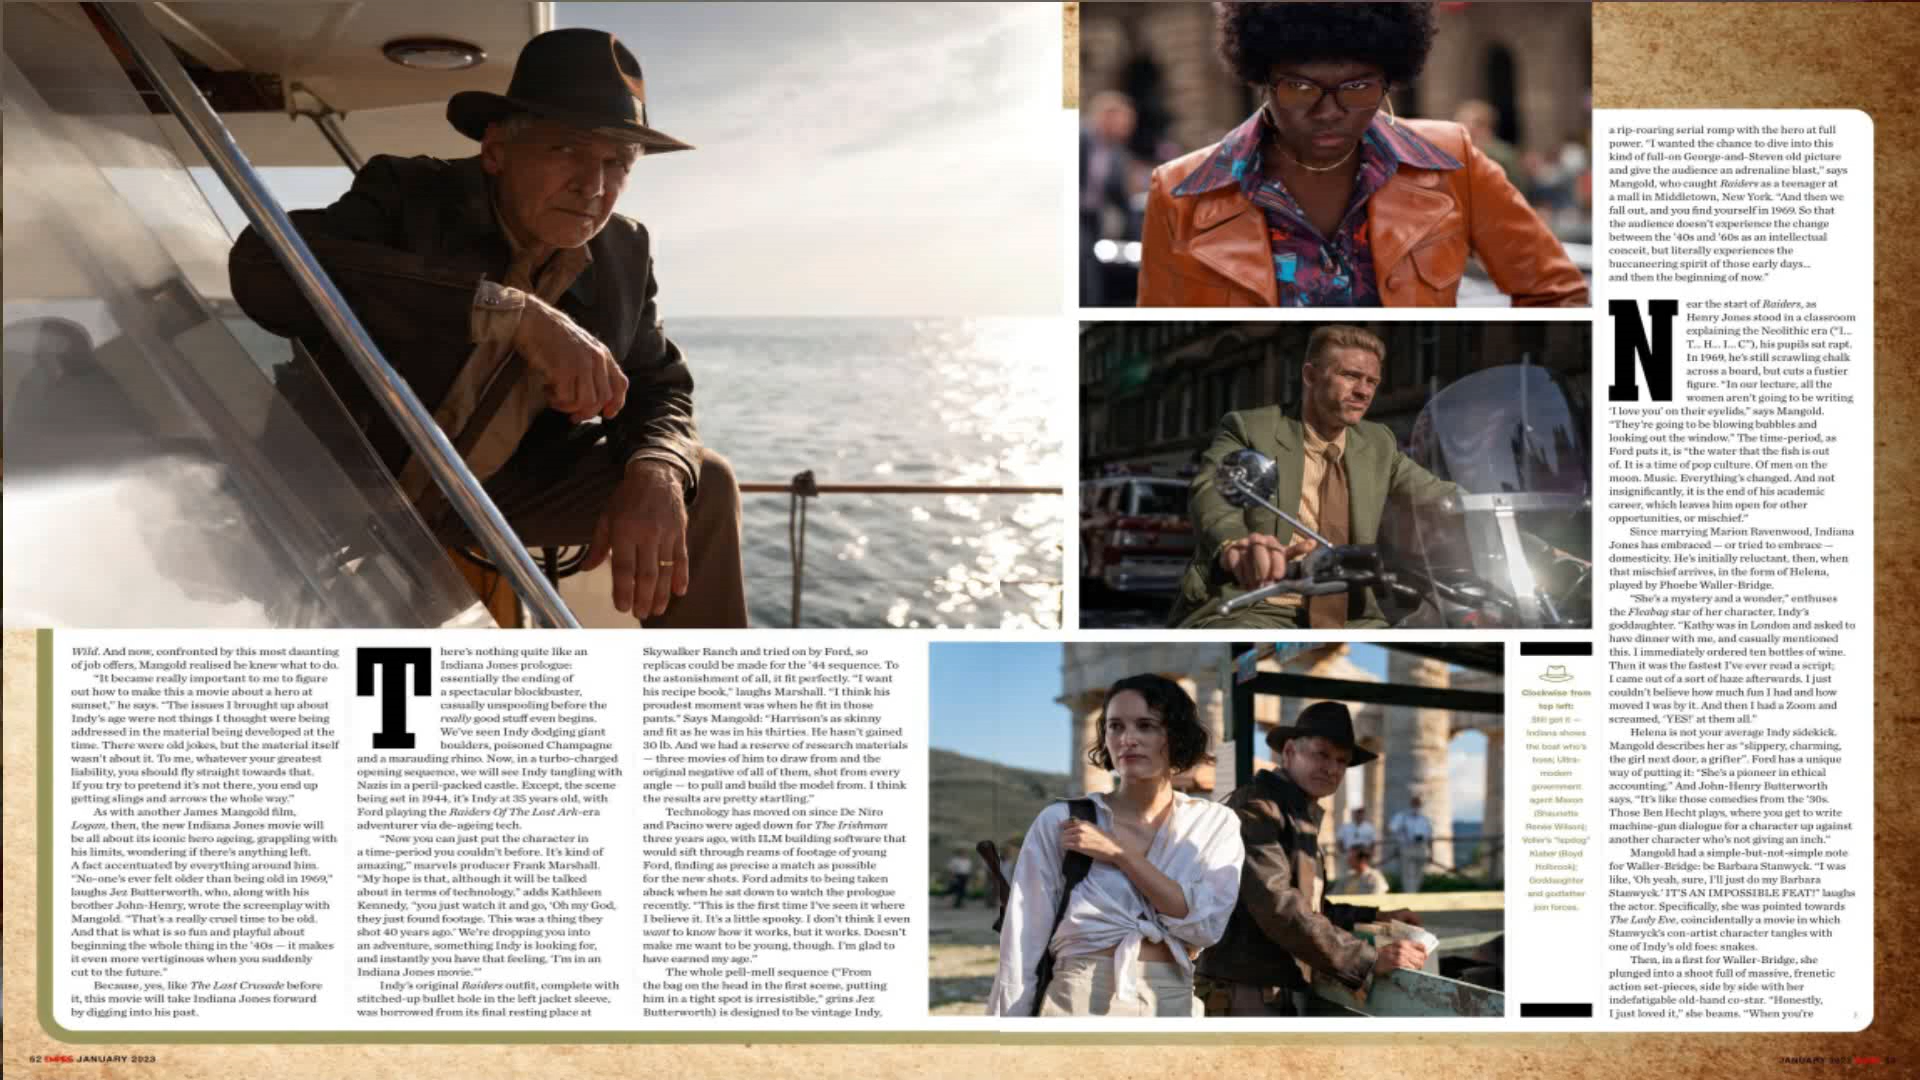 Wild. And now, confronted by this most daunting
of job offers, Mangold realised he knew what to do.
“It became really important to me to figure
out how to make this a movie about a hero at
sunset,” he says. “The issues I brought up about
Indy’s age were not things I thought were being
addressed in the material being developed at the
time. There were old jokes, but the material itself
wasn’t about it. To me, whatever your greatest
liability, you should fly straight towards that.
If you try to pretend it’s not there, you end up
getting slings and arrows the whole way.”
As with another James Mangold film,
Logan, then, the new Indiana Jones movie will
be all about its iconic hero ageing, grappling with
his limits, wondering if there’s anything left.
A fact accentuated by everything around him.
“No-one’s ever felt older than being old in 1969,”
laughs Jez Butterworth, who, along with his
brother John-Henry, wrote the screenplay with
Mangold. “That’s a really cruel time to be old.
And that is what is so fun and playful about
beginning the whole thing in the ’40s — it makes
it even more vertiginous when you suddenly
cut to the future.”
Because, yes, like The Last Crusade before
it, this movie will take Indiana Jones forward
by digging into his past.
There’s nothing quite like an
Indiana Jones prologue:
essentially the ending of
a spectacular blockbuster,
casually unspooling before the
really good stuff even begins.
We’ve seen Indy dodging giant
boulders, poisoned Champagne
and a marauding rhino. Now, in a turbo-charged
opening sequence, we will see Indy tangling with
Nazis in a peril-packed castle. Except, the scene
being set in 1944, it’s Indy at 35 years old, with
Ford playing the Raiders Of The Lost Ark-era
adventurer via de-ageing tech.
“Now you can just put the character in
a time-period you couldn’t before. It’s kind of
amazing,” marvels producer Frank Marshall.
“My hope is that, although it will be talked
about in terms of technology,” adds Kathleen
Kennedy, “you just watch it and go, ‘Oh my God,
they just found footage. This was a thing they
shot 40 years ago.’ We’re dropping you into
an adventure, something Indy is looking for,
and instantly you have that feeling, ‘I’m in an
Indiana Jones movie.’”
Indy’s original Raiders outfit, complete with
stitched-up bullet hole in the left jacket sleeve,
was borrowed from its final resting place at
Skywalker Ranch and tried on by Ford, so
replicas could be made for the ’44 sequence. To
the astonishment of all, it fit perfectly. “I want
his recipe book,” laughs Marshall. “I think his
proudest moment was when he fit in those
pants.” Says Mangold: “Harrison’s as skinny
and fit as he was in his thirties. He hasn’t gained
30 lb. And we had a reserve of research materials
— three movies of him to draw from and the
original negative of all of them, shot from every
angle — to pull and build the model from. I think
the results are pretty startling.”
Technology has moved on since De Niro
and Pacino were aged down for The Irishman
three years ago, with ILM building software that
would sift through reams of footage of young
Ford, finding as precise a match as possible
for the new shots. Ford admits to being taken
aback when he sat down to watch the prologue
recently. “This is the first time I’ve seen it where
I believe it. It’s a little spooky. I don’t think I even
want to know how it works, but it works. Doesn’t
make me want to be young, though. I’m glad to
have earned my age.”
The whole pell-mell sequence (“From
the bag on the head in the first scene, putting
him in a tight spot is irresistible,” grins Jez
Butterworth) is designed to be vintage Indy,
Clockwise from
top left:
Still got it —
Indiana shows
the boat who’s
boss; Ultra-
modern
government
agent Mason
(Shaunette
Renée Wilson);
Voller’s “lapdog”
Klaber (Boyd
Holbrook);
Goddaughter
and godfather
join forces.
a rip-roaring serial romp with the hero at full
power. “I wanted the chance to dive into this
kind of full-on George-and-Steven old picture
and give the audience an adrenaline blast,” says
Mangold, who caught Raiders as a teenager at
a mall in Middletown, New York. “And then we
fall out, and you find yourself in 1969. So that
the audience doesn’t experience the change
between the ’40s and ’60s as an intellectual
conceit, but literally experiences the
buccaneering spirit of those early days...
and then the beginning of now.”
Near the start of Raiders, as
Henry Jones stood in a classroom
explaining the Neolithic era (“I...
T... H... I... C”), his pupils sat rapt.
In 1969, he’s still scrawling chalk
across a board, but cuts a fustier
figure. “In our lecture, all the
women aren’t going to be writing
‘I love you’ on their eyelids,” says Mangold.
“They’re going to be blowing bubbles and
looking out the window.” The time-period, as
Ford puts it, is “the water that the fish is out
of. It is a time of pop culture. Of men on the
moon. Music. Everything’s changed. And not
insignificantly, it is the end of his academic
career, which leaves him open for other
opportunities, or mischief.”
Since marrying Marion Ravenwood, Indiana
Jones has embraced — or tried to embrace —
domesticity. He’s initially reluctant, then, when
that mischief arrives, in the form of Helena,
played by Phoebe Waller-Bridge.
“She’s a mystery and a wonder,” enthuses
the Fleabag star of her character, Indy’s
goddaughter. “Kathy was in London and asked to
have dinner with me, and casually mentioned
this. I immediately ordered ten bottles of wine.
Then it was the fastest I’ve ever read a script;
I came out of a sort of haze afterwards. I just
couldn’t believe how much fun I had and how
moved I was by it. And then I had a Zoom and
screamed, ‘YES!’ at them all.”
Helena is not your average Indy sidekick.
Mangold describes her as “slippery, charming,
the girl next door, a grifter”. Ford has a unique
way of putting it: “She’s a pioneer in ethical
accounting.” And John-Henry Butterworth
says, “It’s like those comedies from the ’30s.
Those Ben Hecht plays, where you get to write
machine-gun dialogue for a character up against
another character who’s not giving an inch.”
Mangold had a simple-but-not-simple note
for Waller-Bridge: be Barbara Stanwyck. “I was
like, ‘Oh yeah, sure, I’ll just do my Barbara
Stanwyck.’ IT’S AN IMPOSSIBLE FEAT!” laughs
the actor. Specifically, she was pointed towards
The Lady Eve, coincidentally a movie in which
Stanwyck’s con-artist character tangles with
one of Indy’s old foes: snakes.
Then, in a first for Waller-Bridge, she
plunged into a shoot full of massive, frenetic
action set-pieces, side by side with her
indefatigable old-hand co-star. “Honestly,
I just loved it,” she beams. “When you’re
52 EMPIRE JANUARY 2023
JANUARY 2023